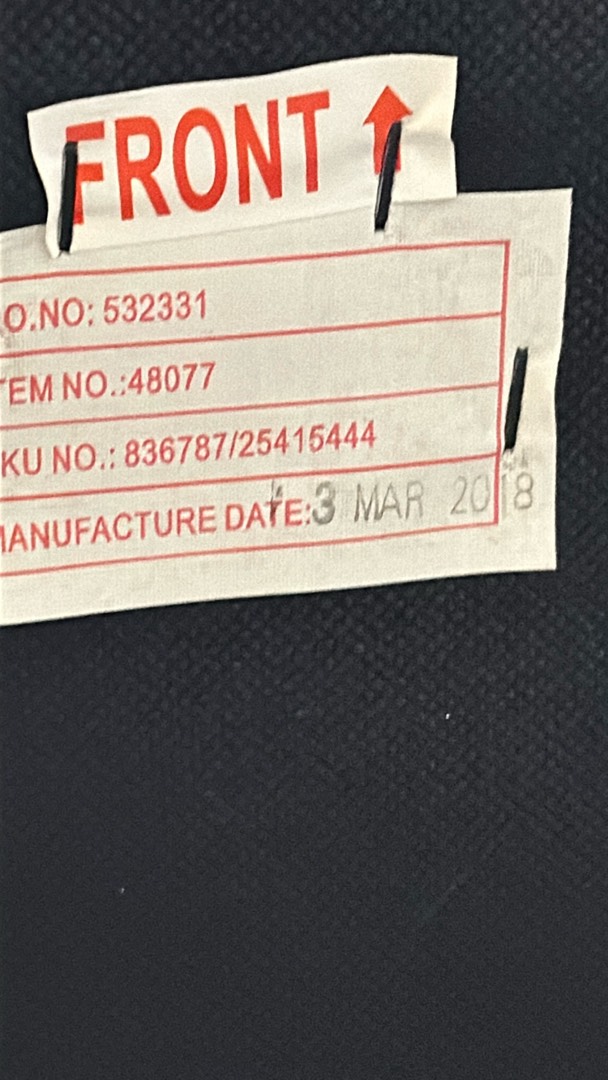 FRONT
O.NO: 532331
EM NO.:48077
KU NO.: 836787/25415444
MANUFACTURE DATE:3 MAR 2018